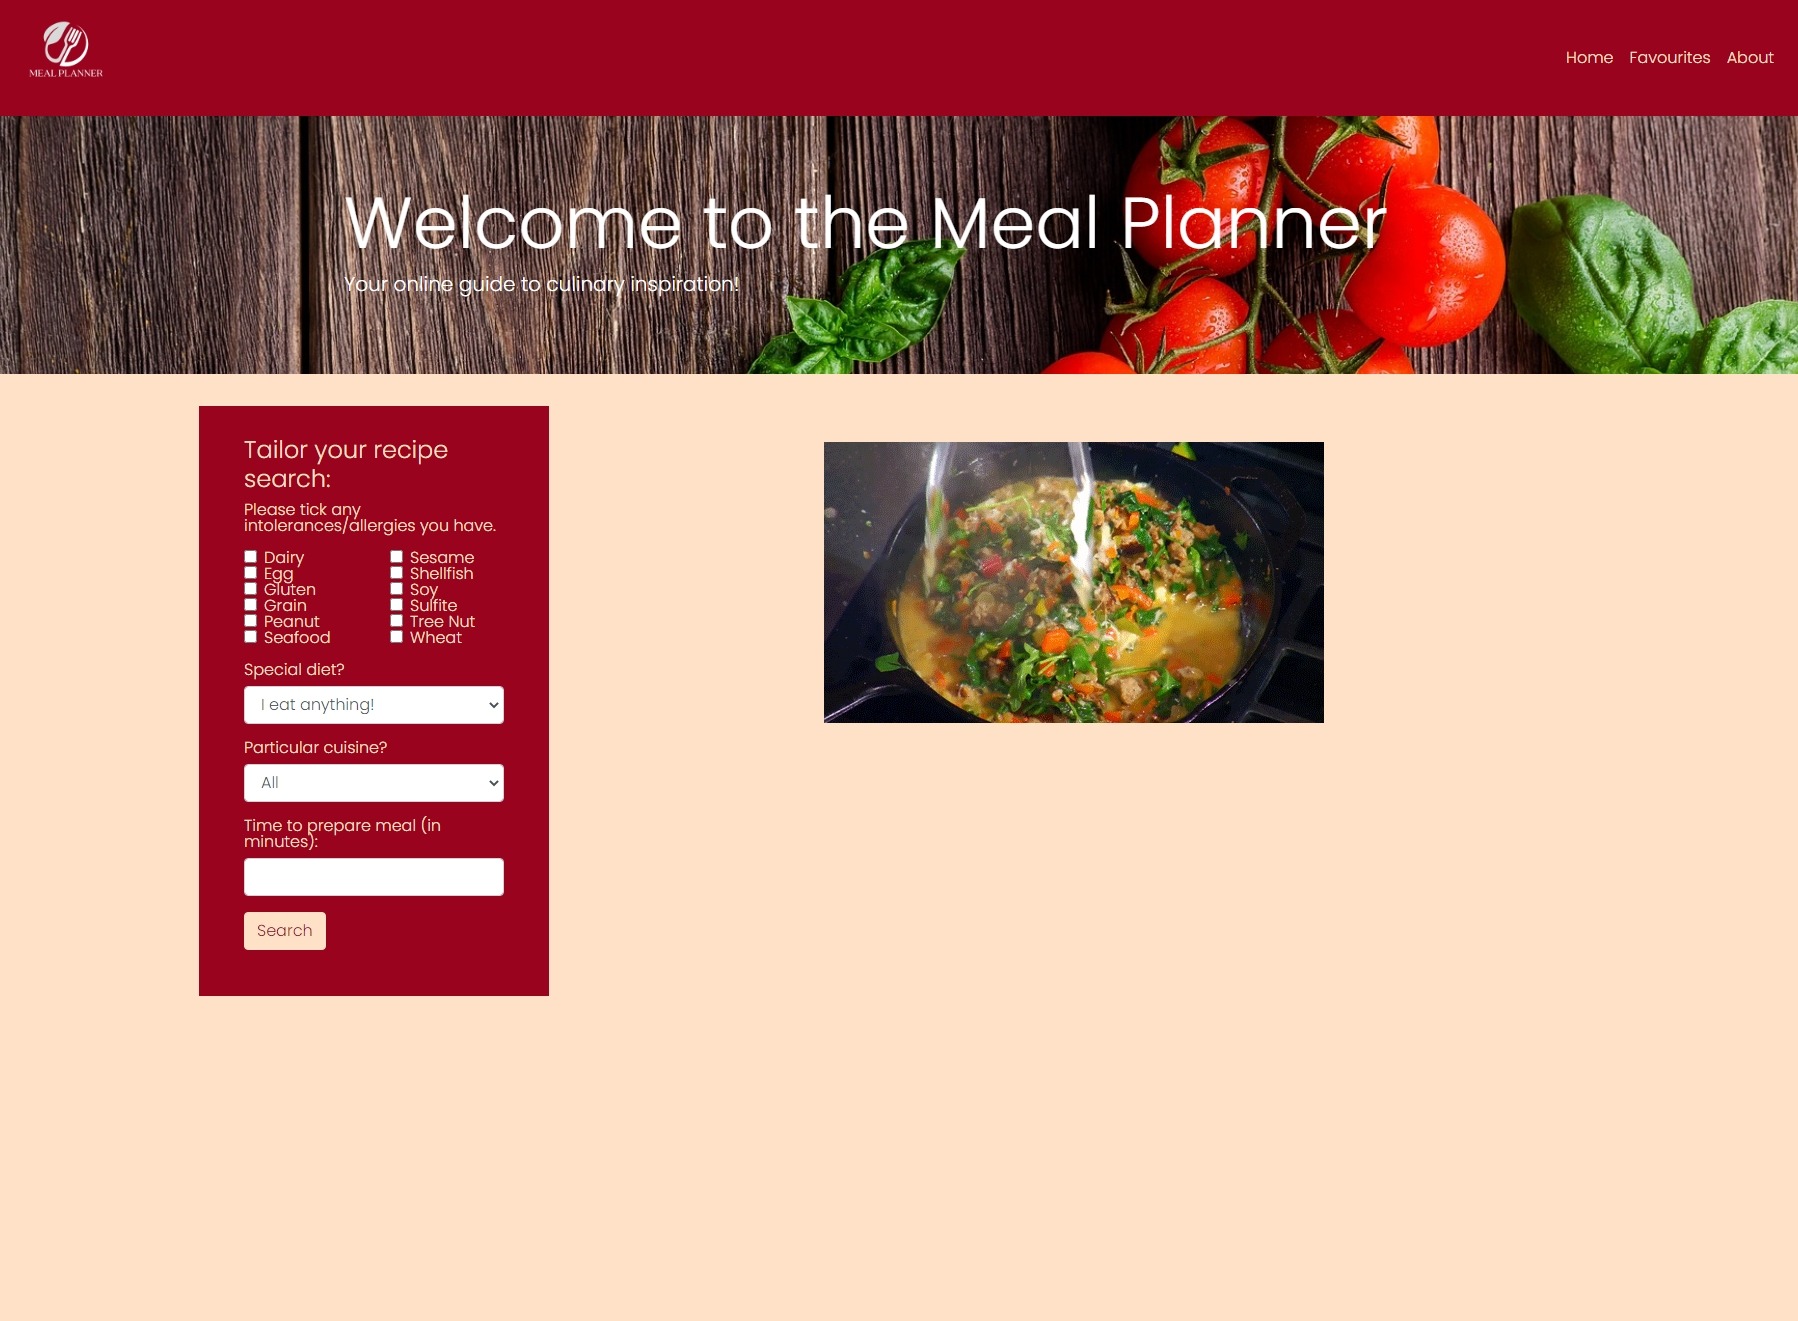 MEAL PLANNER
Home Favourites About
Welcome to the Meal Planner
Your online guide to culinary inspiration!
Tailor your recipe
search:
Please tick any
intolerances/allergies you have.
Dairy
Egg
Gluten
Grain
Peanut
Seafood
Sesame
Shellfish
Soy
Sulfite
Tree Nut
Wheat
Special diet?
I eat anything!
Particular cuisine?
All
Time to prepare meal (in
minutes):
Search